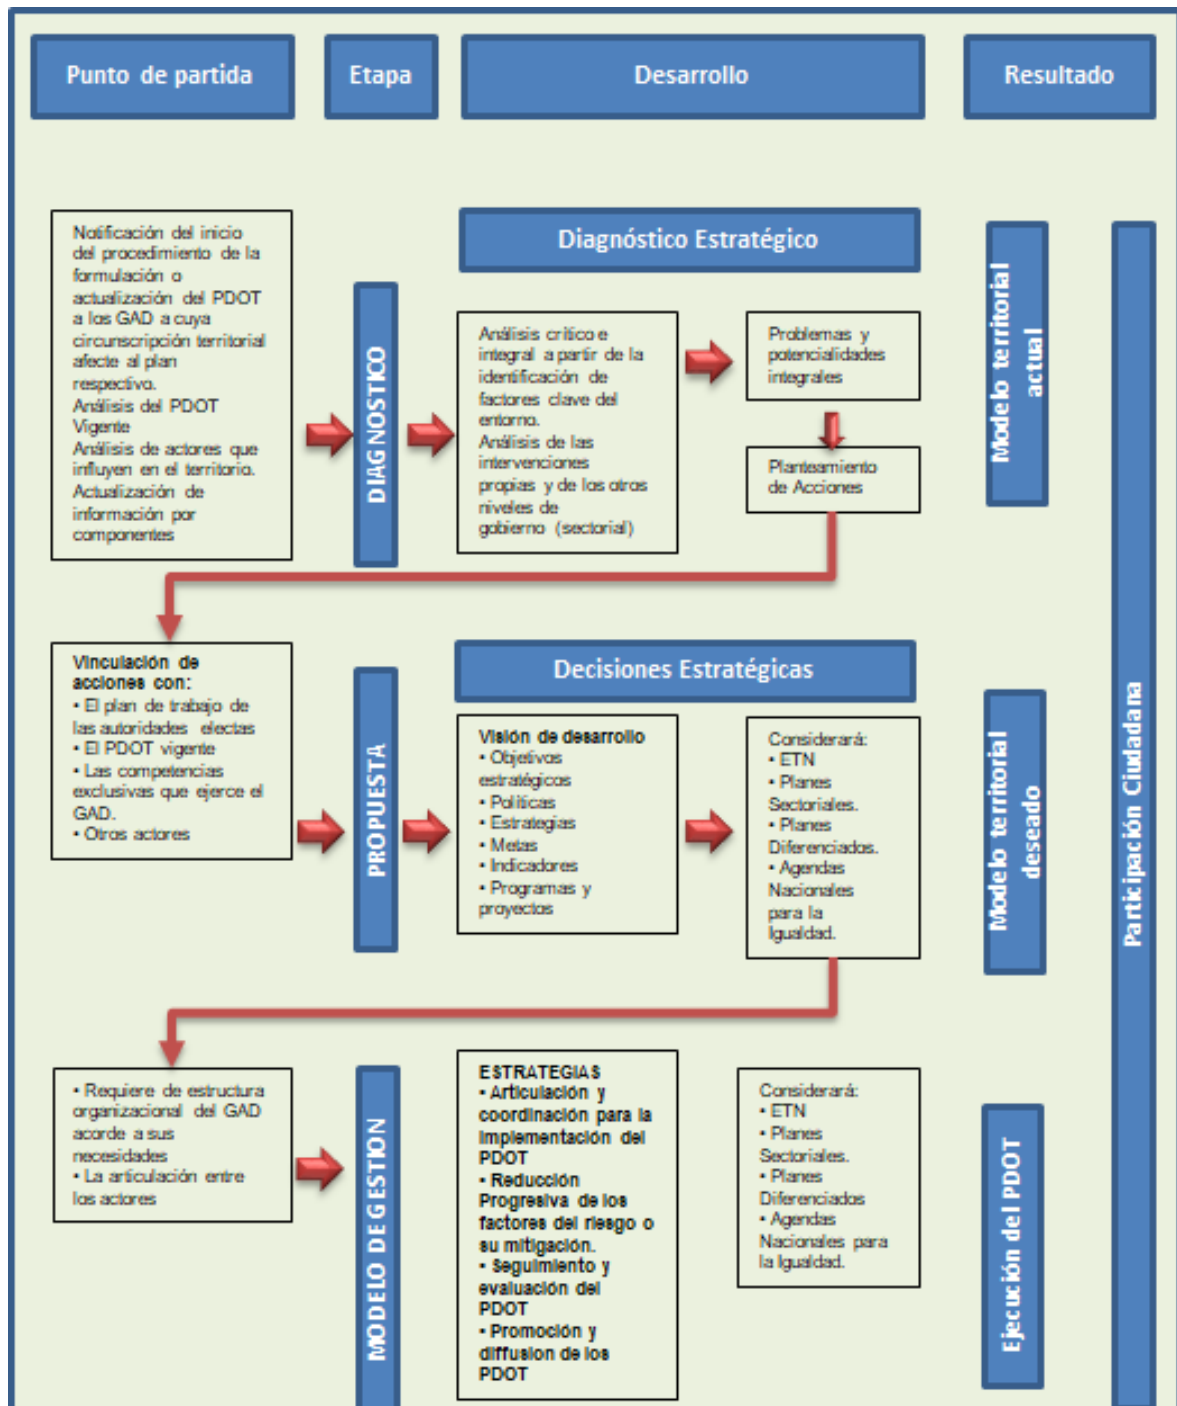 Punto de partida
Etapa
Desarrollo
Resultado
Notificación del inicio
del procedimiento de la
formulación o
actualización del PDOT
a los GAD a cuya
circunscripción territorial
afecte al plan
respectivo.
Análisis del PDOT
Vigente
Análisis de actores que
influyen en el territorio.
Actualización de
información por
componentes
DIAGNOSTICO
Diagnóstico Estratégico
Análisis crítico e
integral a partir de la
identificación de
factores clave del
entorno.
Análisis de las
intervenciones
propias y de los otros
niveles de
gobierno (sectorial)
Problemas y
potencialidades
integrales
Planteamiento
de Acciones
Modelo territorial
actual
Participación Ciudadana
Vinculación de
acciones con:
• El plan de trabajo de
las autoridades electas
• El PDOT vigente
• Las competencias
exclusivas que ejerce el
GAD.
• Otros actores
PROPUESTA
Decisiones Estratégicas
Visión de desarrollo
• Objetivos
estratégicos
• Políticas
• Estrategias
• Metas
• Indicadores
• Programas y
proyectos
Considerará:
• ETN
• Planes
Sectoriales.
• Planes
Diferenciados.
• Agendas
Nacionales
para la
Igualdad.
Modelo territorial
deseado
• Requiere de estructura
organizacional del GAD
acorde a sus
necesidades
• La articulación entre
los actores
MODELO DE GESTION
ESTRATEGIAS
• Articulación y
coordinación para la
implementación del
PDOT
• Reducción
Progresiva de los
factores del riesgo o
su mitigación.
• Seguimiento y
evaluación del
PDOT
• Promoción y
diffusion de los
PDOT
Considerará:
• ETN
• Planes
Sectoriales.
• Planes
Diferenciados
• Agendas
Nacionales para
la Igualdad.
Ejecución del PDOT